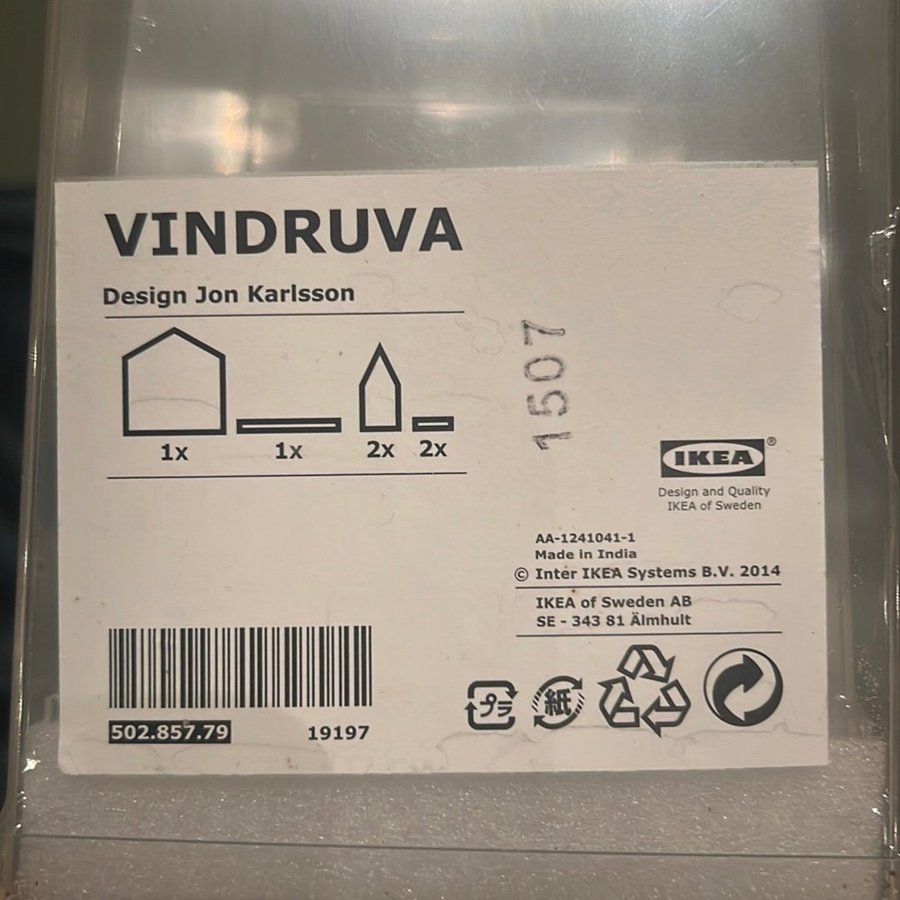 VINDRUVA
Design Jon Karlsson
1x 1x 2x 2x
1507
IKEA®
Design and Quality
IKEA of Sweden
AA-1241041-1
Made in India
© Inter IKEA Systems B.V. 2014
IKEA of Sweden AB
SE - 343 81 Älmhult
プラ 紙
502.857.79 19197